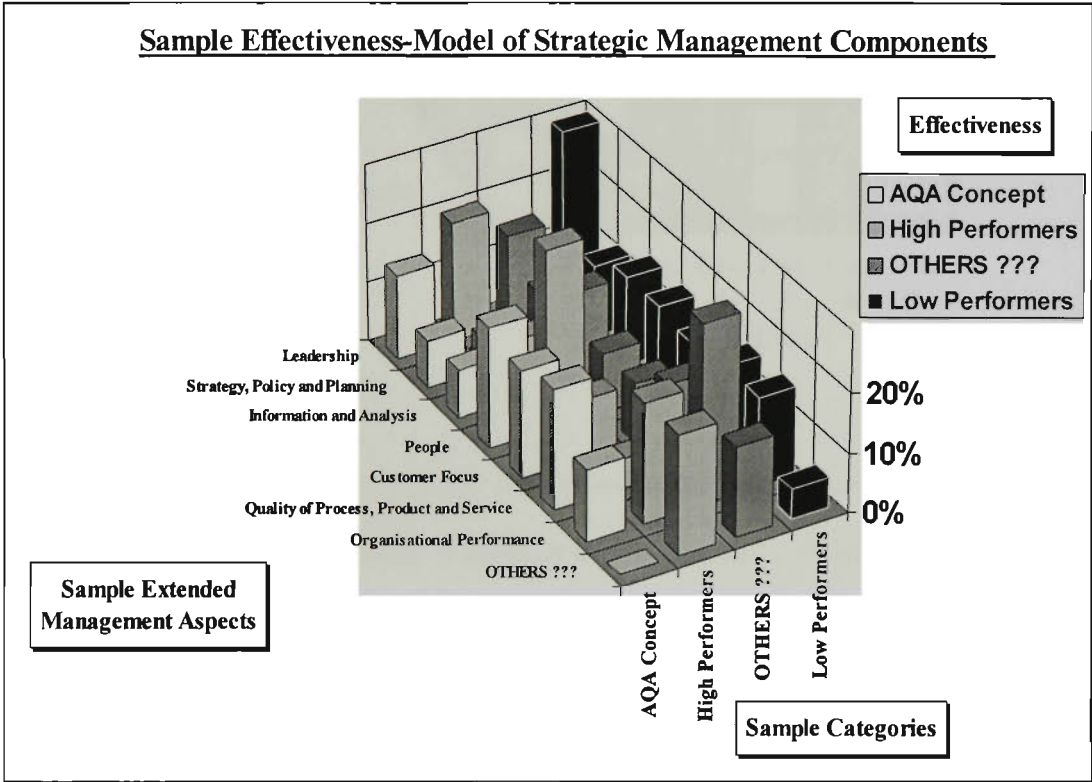 Sample Effectiveness-Model of Strategic Management Components
Effectiveness
AQA Concept
High Performers
OTHERS ???
Low Performers
20%
10%
0%
Leadership
Strategy, Policy and Planning
Information and Analysis
People
Customer Focus
Quality of Process, Product and Service
Organisational Performance
OTHERS ???
AQA Concept
High Performers
OTHERS ???
Low Performers
Sample Extended
Management Aspects
Sample Categories